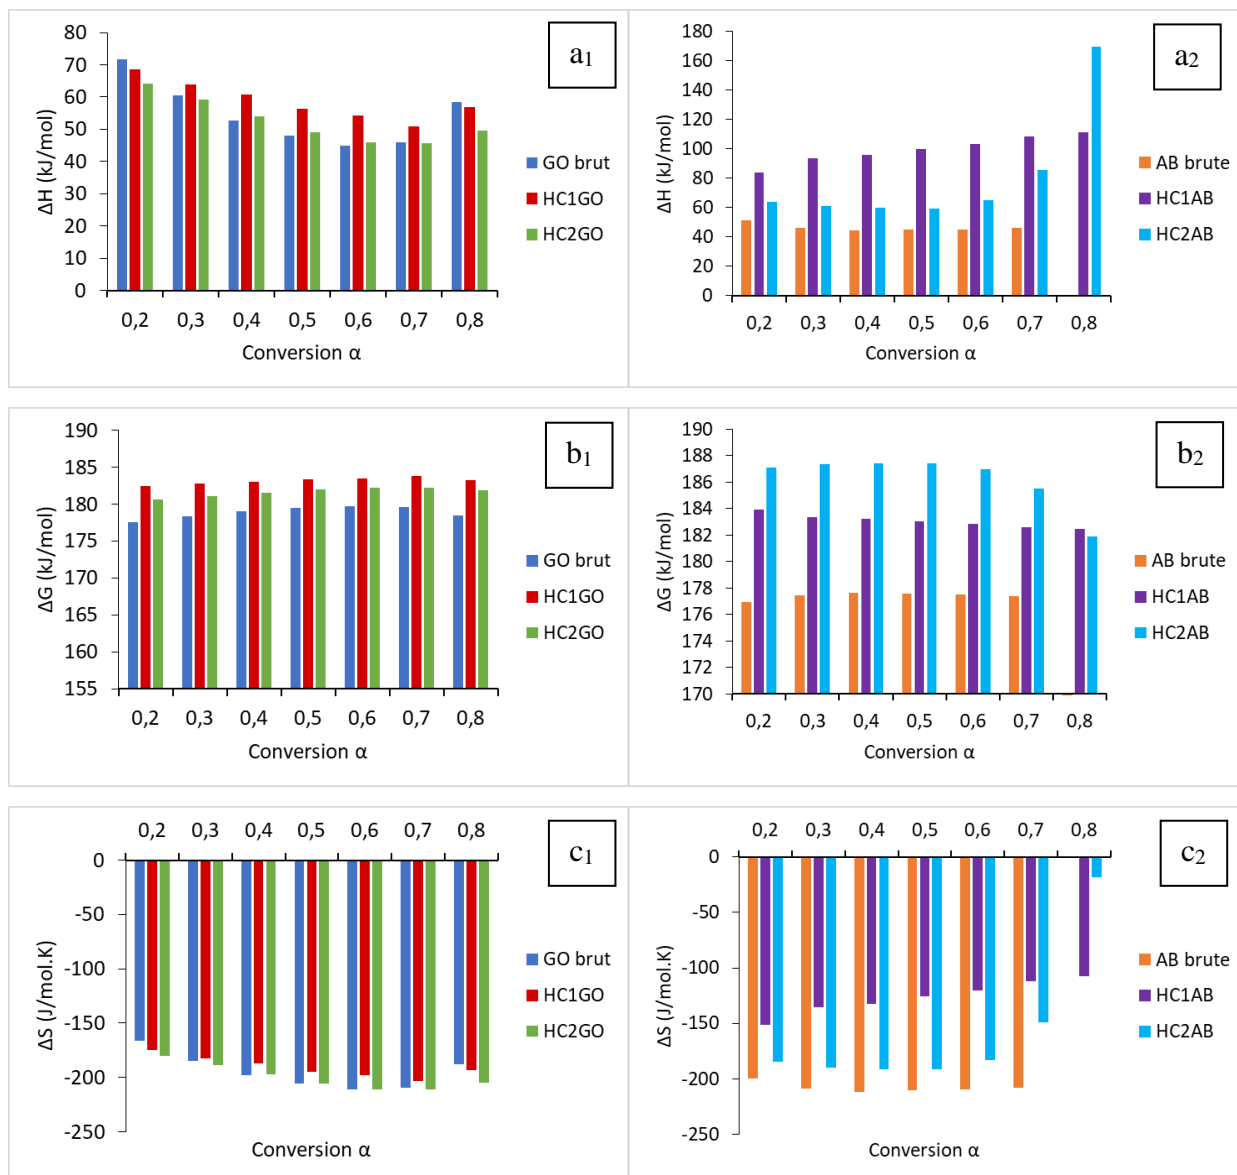 a1
ΔH (kJ/mol)
80
70
60
50
40
30
20
10
0
0,2 0,3 0,4 0,5 0,6 0,7 0,8
Conversion α
GO brut
HC1GO
HC2GO
a2
ΔH (kJ/mol)
180
160
140
120
100
80
60
40
20
0
0,2 0,3 0,4 0,5 0,6 0,7 0,8
Conversion α
AB brute
HC1AB
HC2AB
b1
ΔG (kJ/mol)
190
185
180
175
170
165
160
155
0,2 0,3 0,4 0,5 0,6 0,7 0,8
Conversion α
GO brut
HC1GO
HC2GO
b2
ΔG (kJ/mol)
190
188
186
184
182
180
178
176
174
172
170
0,2 0,3 0,4 0,5 0,6 0,7 0,8
Conversion α
AB brute
HC1AB
HC2AB
c1
0,2 0,3 0,4 0,5 0,6 0,7 0,8
ΔS (J/mol.K)
0
-50
-100
-150
-200
-250
Conversion α
GO brut
HC1GO
HC2GO
c2
0,2 0,3 0,4 0,5 0,6 0,7 0,8
ΔS (J/mol.K)
0
-50
-100
-150
-200
-250
Conversion α
AB brute
HC1AB
HC2AB